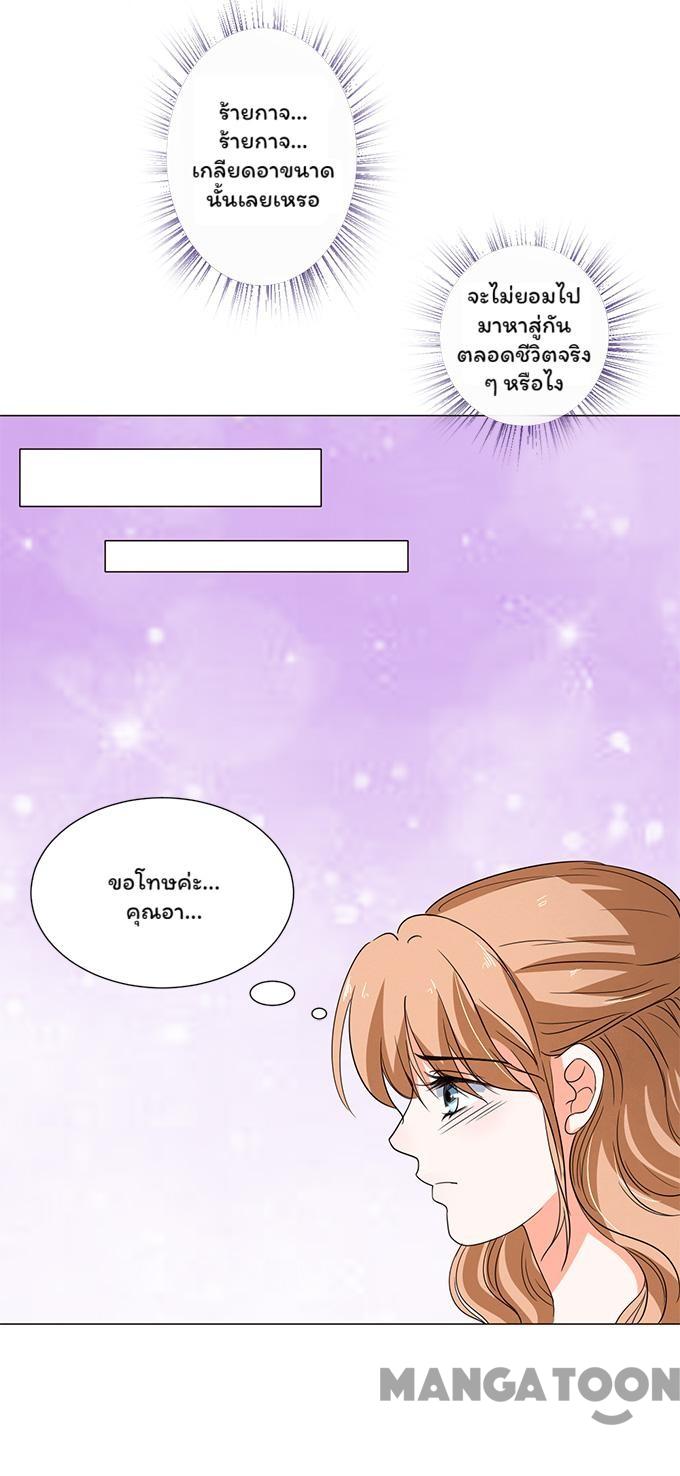 ร้ายกาจ...
ร้ายกาจ...
เกลียดอาขนาด
นั้นเลยเหรอ
จะไม่ยอมไป
มาหาสู่กัน
ตลอดชีวิตจริง
ๆ หรือไง
ขอโทษค่ะ...
คุณอา...
MANGATOON